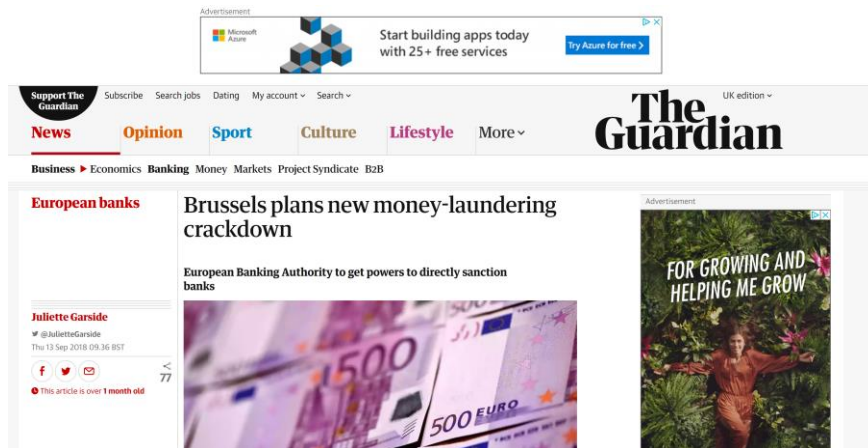 Advertisement
Microsoft
Azure
Start building apps today
with 25+ free services
Try Azure for free >
Support The
Guardian
Subscribe Search jobs Dating My account Search
UK edition
The
Guardian
News Opinion Sport Culture Lifestyle More
Business Economics Banking Money Markets Project Syndicate B2B
European banks
Brussels plans new money-laundering
crackdown
European Banking Authority to get powers to directly sanction
banks
Juliette Garside
@JulietteGarside
Thu 13 Sep 2018 09.36 BST
77
This article is over 1 month old
500
500 EURO
Advertisement
FOR GROWING AND
HELPING ME GROW